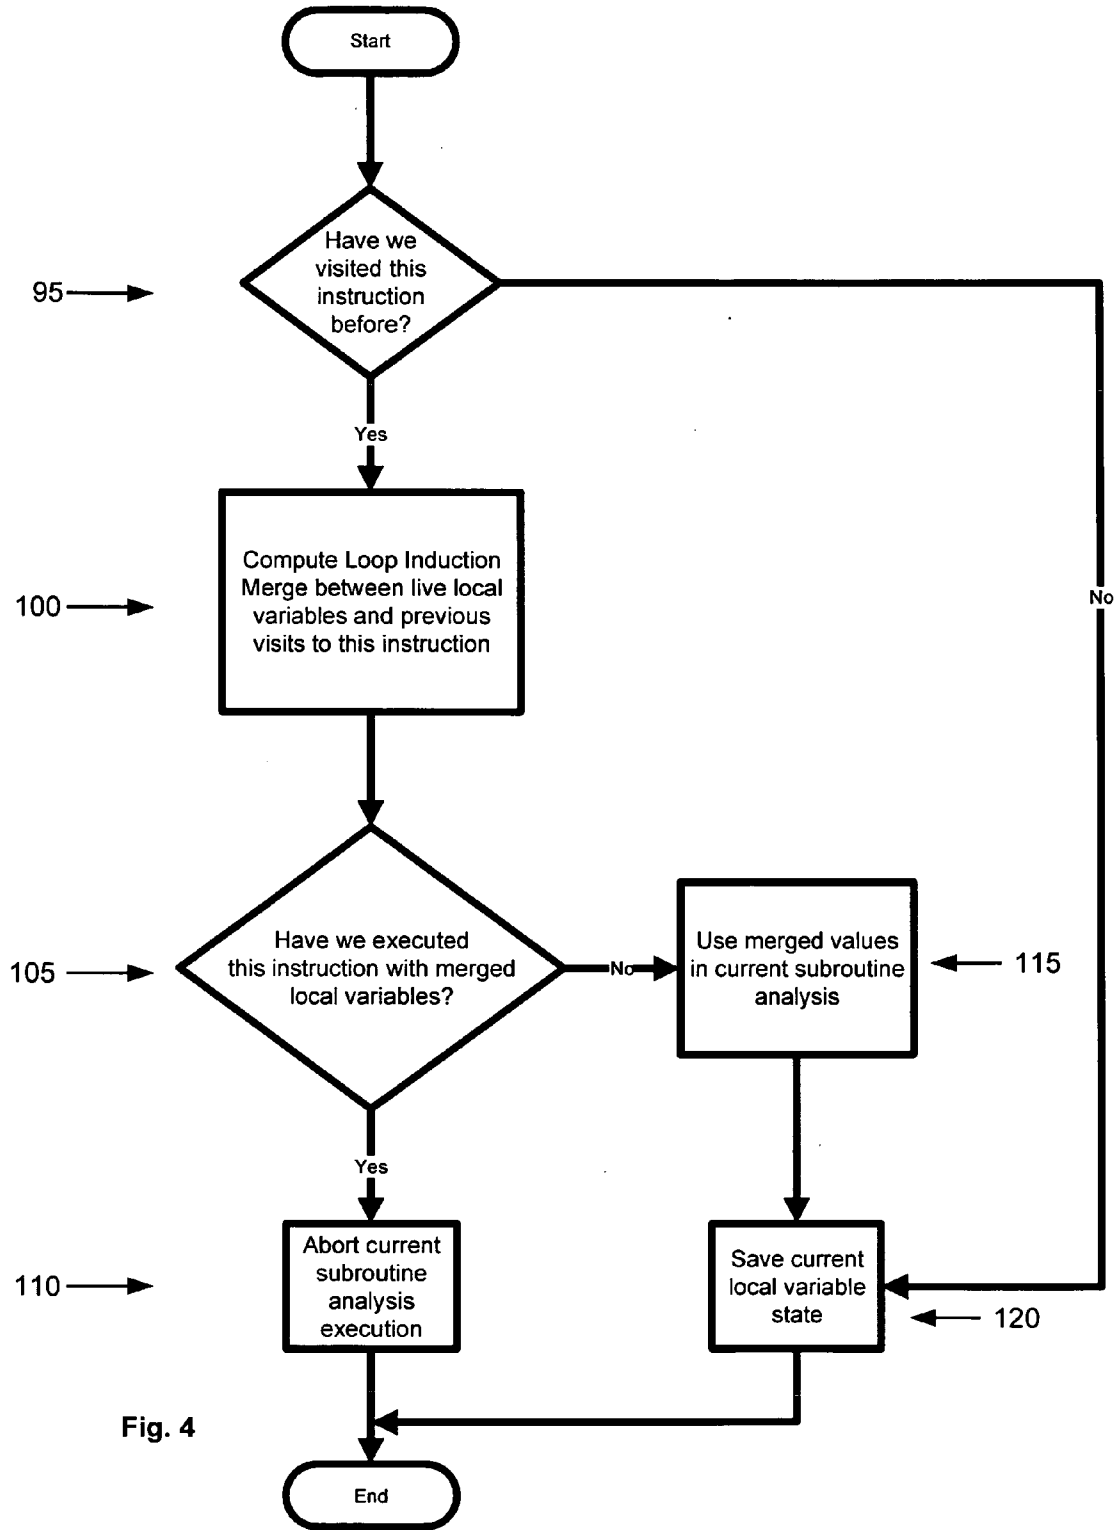 Start
Have we
visited this
instruction
before?
95
Yes
Compute Loop Induction
Merge between live local
variables and previous
visits to this instruction
100
No
Have we executed
this instruction with merged
local variables?
105
No
Use merged values
in current subroutine
analysis
115
Yes
Abort current
subroutine
analysis
execution
110
Save current
local variable
state
120
Fig. 4
End